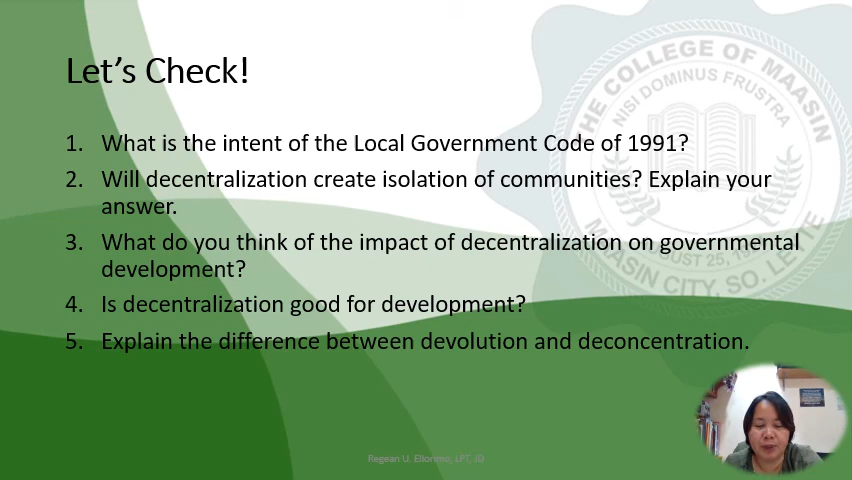 Let's Check!
1. What is the intent of the Local Government Code of 1991?
2. Will decentralization create isolation of communities? Explain your
answer.
3. What do you think of the impact of decentralization on governmental
development?
4. Is decentralization good for development?
5. Explain the difference between devolution and deconcentration.
THE COLLEGE OF MAASIN
NISI DOMINUS FRUSTRA
MAASIN CITY, SO. LEYTE
Regean U. Ellorimo, LPT, JD